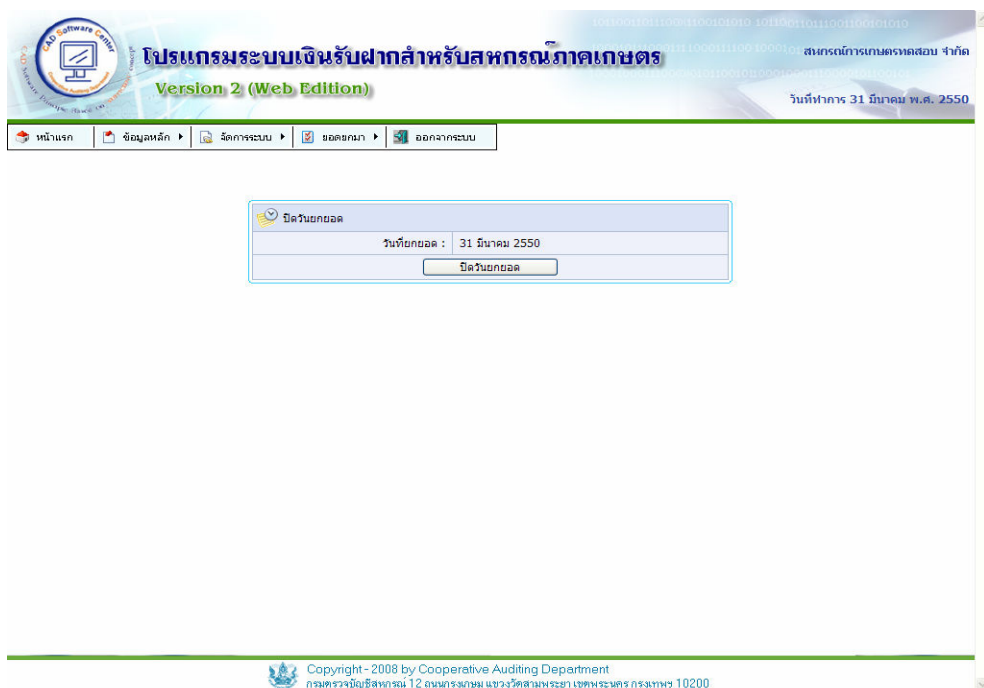 โปรแกรมระบบเงินรับฝากสำหรับสหกรณ์ภาคเกษตร
Version 2 (Web Edition)
สหกรณ์การเกษตรทดสอบ จำกัด
วันที่ทำการ 31 มีนาคม พ.ศ. 2550
หน้าแรก ข้อมูลหลัก จัดการระบบ ยอดยกมา ออกจากระบบ
ปิดวันยกยอด
วันที่ยกยอด : 31 มีนาคม 2550
ปิดวันยกยอด
Copyright - 2008 by Cooperative Auditing Department
กรมตรวจบัญชีสหกรณ์ 12 ถนนกรุงเกษม แขวงวัดสามพระยา เขตพระนคร กรุงเทพฯ 10200